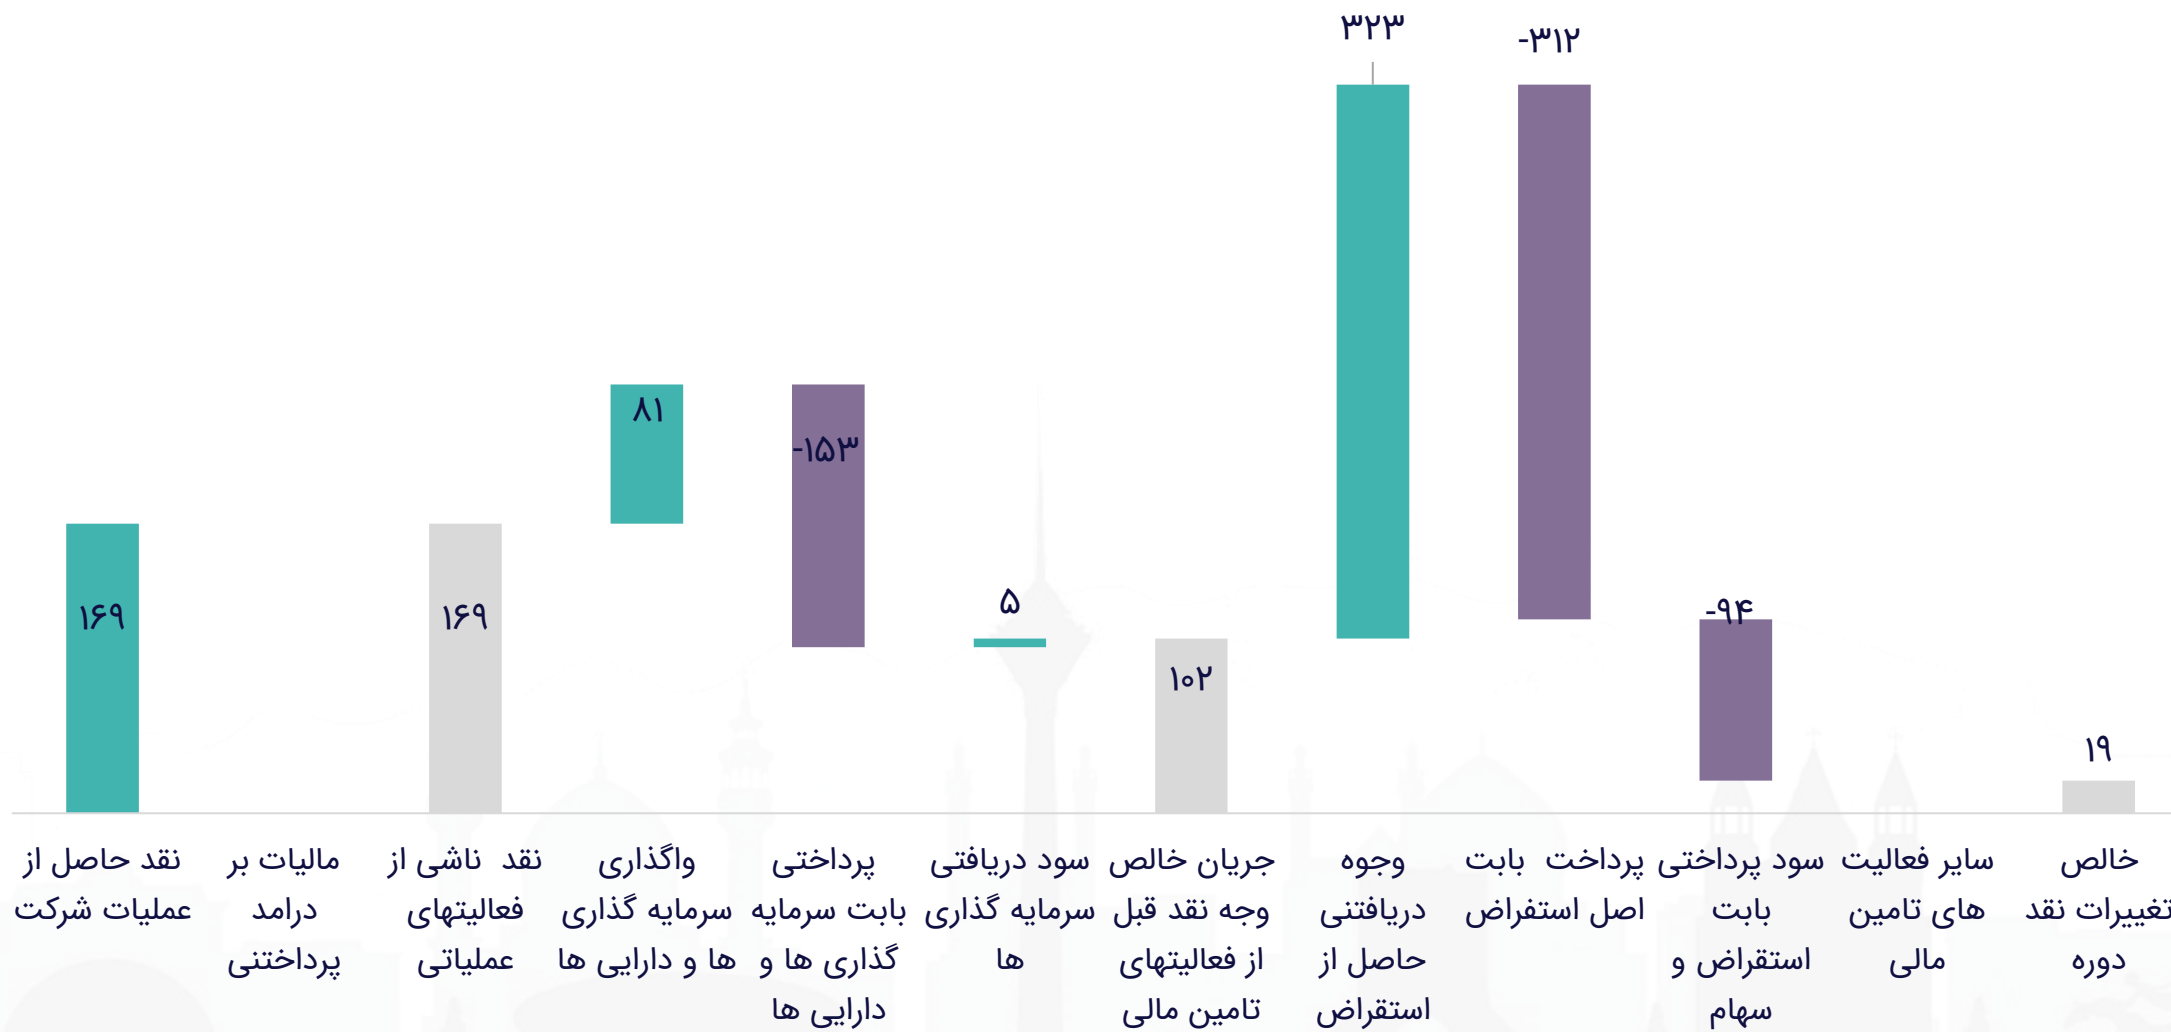 ۳۲۳
-۳۱۲
۸۱
-۱۵۳
۵
-۹۴
۱۶۹
۱۶۹
۱۰۲
۱۹
نقد حاصل از
عملیات شرکت
مالیات بر
درامد
پرداختنی
نقد ناشی از
فعالیتهای
عملیاتی
واگذاری
سرمایه گذاری
ها و دارایی ها
پرداختی
بابت سرمایه
گذاری ها و
دارایی ها
سود دریافتی
سرمایه گذاری
ها
جریان خالص
وجه نقد قبل
از فعالیتهای
تامین مالی
وجوه
دریافتنی
حاصل از
استقراض
پرداخت بابت
اصل استفراض
سود پرداختی
بابت
استقراض و
سهام
سایر فعالیت
های تامین
مالی
خالص
تغییرات نقد
دوره